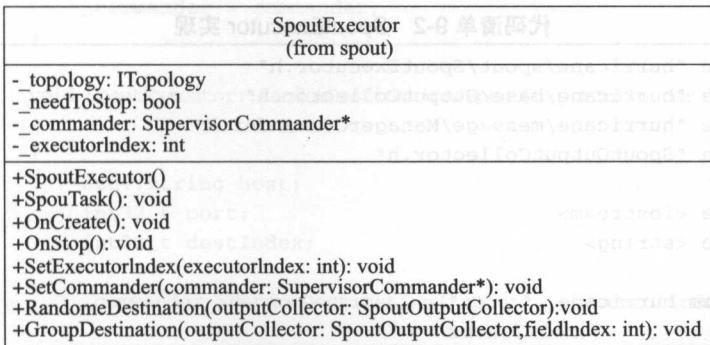 SpoutExecutor
(from spout)
- _topology: ITopology
- _needToStop: bool
- _commander: SupervisorCommander*
- _executorIndex: int
+SpoutExecutor()
+SpouTask(): void
+OnCreate(): void
+OnStop(): void
+SetExecutorIndex(executorIndex: int): void
+SetCommander(commander: SupervisorCommander*): void
+RandomeDestination(outputCollector: SpoutOutputCollector):void
+GroupDestination(outputCollector: SpoutOutputCollector,fieldIndex: int): void